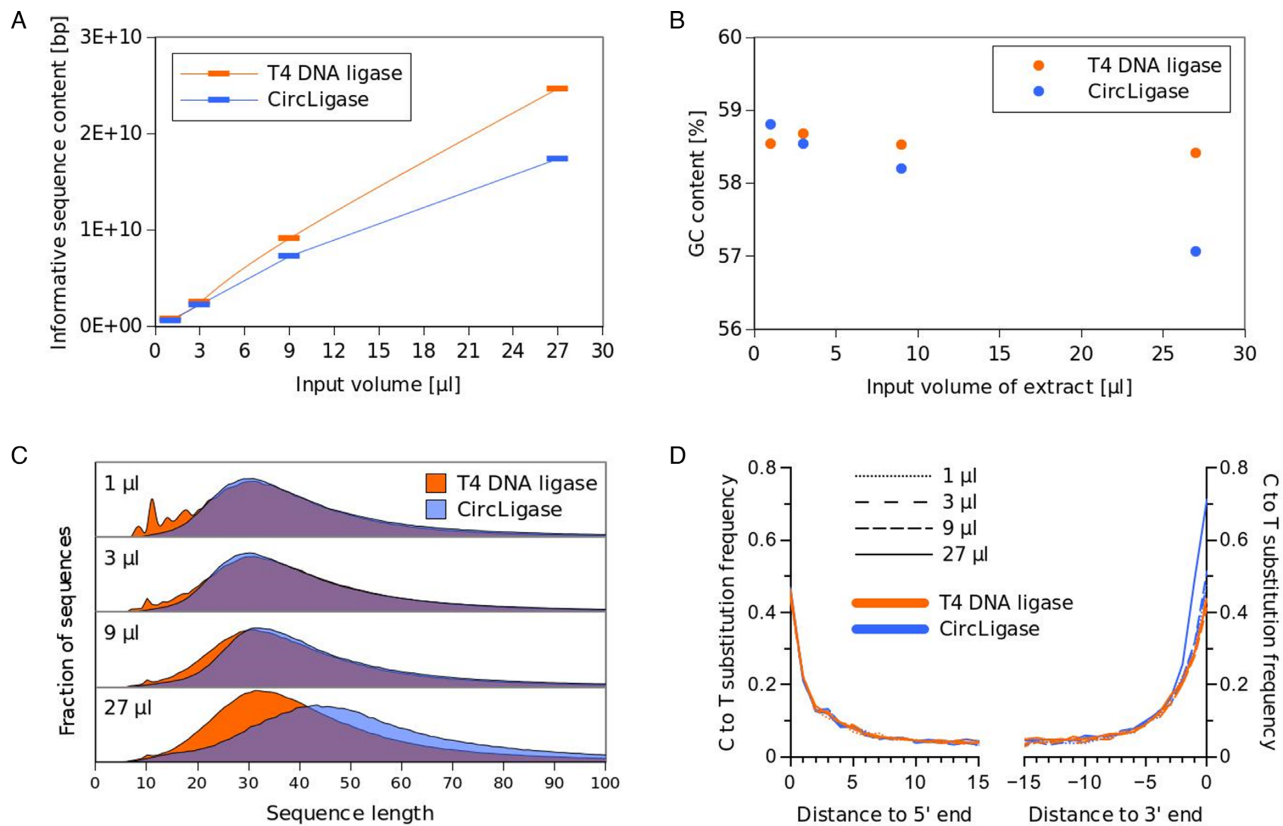 A
Informative sequence content [bp]
3E+10
2E+10
1E+10
0E+00
T4 DNA ligase
CircLigase
0 3 6 9 12 15 18 21 24 27 30
Input volume [µl]
B
GC content [%]
60
59
58
57
56
T4 DNA ligase
CircLigase
0 5 10 15 20 25 30
Input volume of extract [µl]
C
Fraction of sequences
1 µl
T4 DNA ligase
CircLigase
3 µl
9 µl
27 µl
0 10 20 30 40 50 60 70 80 90 100
Sequence length
D
C to T substitution frequency
0.8
0.6
0.4
0.2
0
1 µl
3 µl
9 µl
27 µl
T4 DNA ligase
CircLigase
0.8
0.6
0.4
0.2
0
C to T substitution frequency
0 5 10 15
−15 −10 −5 0
Distance to 5' end
Distance to 3' end